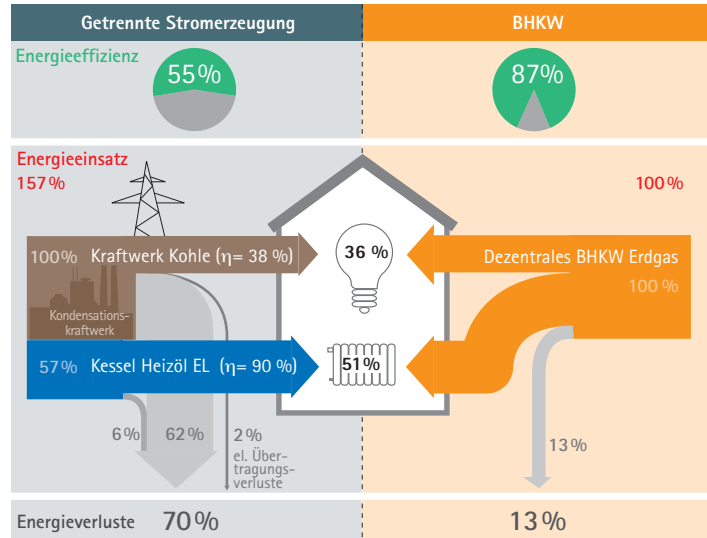 Getrennte Stromerzeugung
BHKW
Energieeffizienz
55%
87%
Energieeinsatz
157%
100%
100% Kraftwerk Kohle (η= 38 %)
36 %
Dezentrales BHKW Erdgas
100%
Kondensations-
kraftwerk
57% Kessel Heizöl EL (η= 90 %)
51%
6%
62%
2%
el. Über-
tragungs-
verluste
13%
Energieverluste
70%
13%